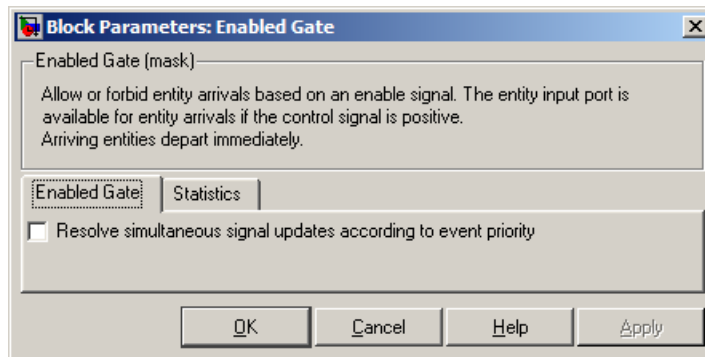 Block Parameters: Enabled Gate
Enabled Gate (mask)
Allow or forbid entity arrivals based on an enable signal. The entity input port is
available for entity arrivals if the control signal is positive.
Arriving entities depart immediately.
Enabled Gate
Statistics
Resolve simultaneous signal updates according to event priority
OK
Cancel
Help
Apply